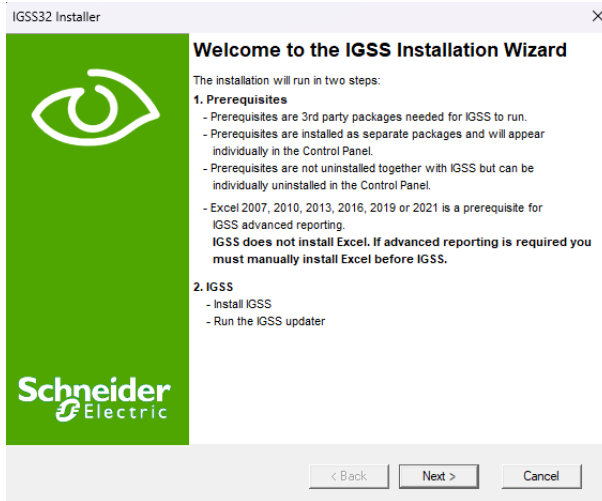 IGSS32 Installer
Welcome to the IGSS Installation Wizard
The installation will run in two steps:
1. Prerequisites
- Prerequisites are 3rd party packages needed for IGSS to run.
- Prerequisites are installed as separate packages and will appear
individually in the Control Panel.
- Prerequisites are not uninstalled together with IGSS but can be
individually uninstalled in the Control Panel.
- Excel 2007, 2010, 2013, 2016, 2019 or 2021 is a prerequisite for
IGSS advanced reporting.
IGSS does not install Excel. If advanced reporting is required you
must manually install Excel before IGSS.
2. IGSS
- Install IGSS
- Run the IGSS updater
Schneider
Electric
< Back
Next >
Cancel